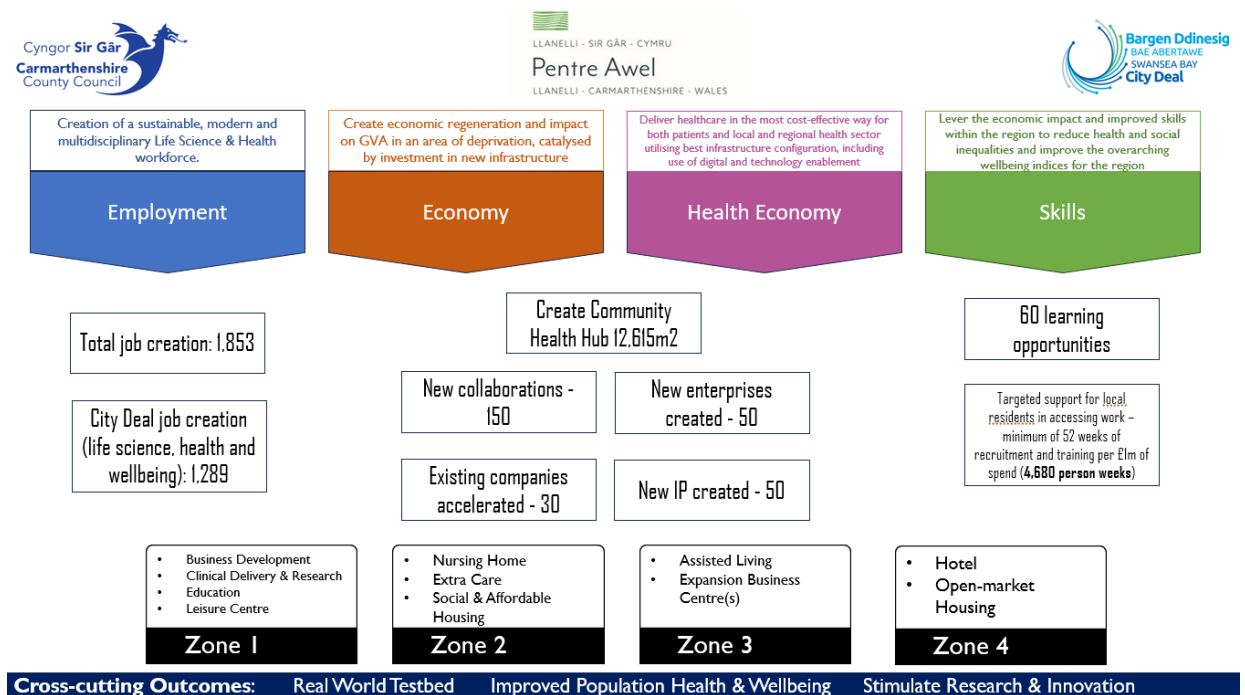 Cyngor Sir Gâr
Carmarthenshire
County Council
LLANELLI - SIR GÂR - CYMRU
Pentre Awel
LLANELLI - CARMARTHENSHIRE - WALES
Bargen Ddinesig
BAE ABERTAWE
SWANSEA BAY
City Deal
Creation of a sustainable, modern and
multidisciplinary Life Science & Health
workforce.
Employment
Create economic regeneration and impact
on GVA in an area of deprivation, catalysed
by investment in new infrastructure
Economy
Deliver healthcare in the most cost-effective way for
both patients and local and regional health sector
utilising best infrastructure configuration, including
use of digital and technology enablement
Health Economy
Lever the economic impact and improved skills
within the region to reduce health and social
inequalities and improve the overarching
wellbeing indices for the region
Skills
Total job creation: 1,853
City Deal job creation
(life science, health and
wellbeing): 1,289
Create Community
Health Hub 12,615m2
New collaborations -
150
New enterprises
created - 50
Existing companies
accelerated - 30
New IP created - 50
60 learning
opportunities
Targeted support for local
residents in accessing work –
minimum of 52 weeks of
recruitment and training per £1m of
spend (4,680 person weeks)
• Business Development
• Clinical Delivery & Research
• Education
• Leisure Centre
Zone 1
• Nursing Home
• Extra Care
• Social & Affordable
Housing
Zone 2
• Assisted Living
• Expansion Business
Centre(s)
Zone 3
• Hotel
• Open-market
Housing
Zone 4
Cross-cutting Outcomes: Real World Testbed Improved Population Health & Wellbeing Stimulate Research & Innovation